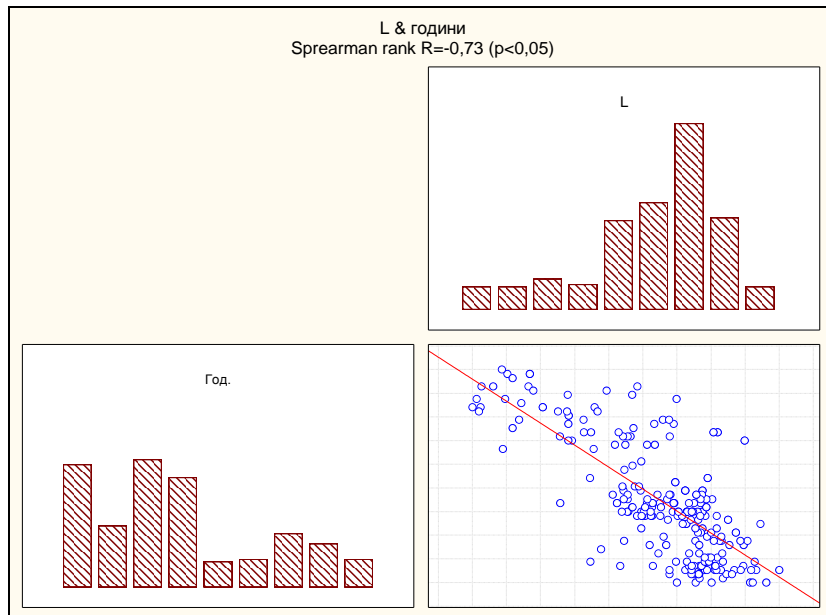 L & години
Sprearman rank R=-0,73 (p<0,05)
L
Год.